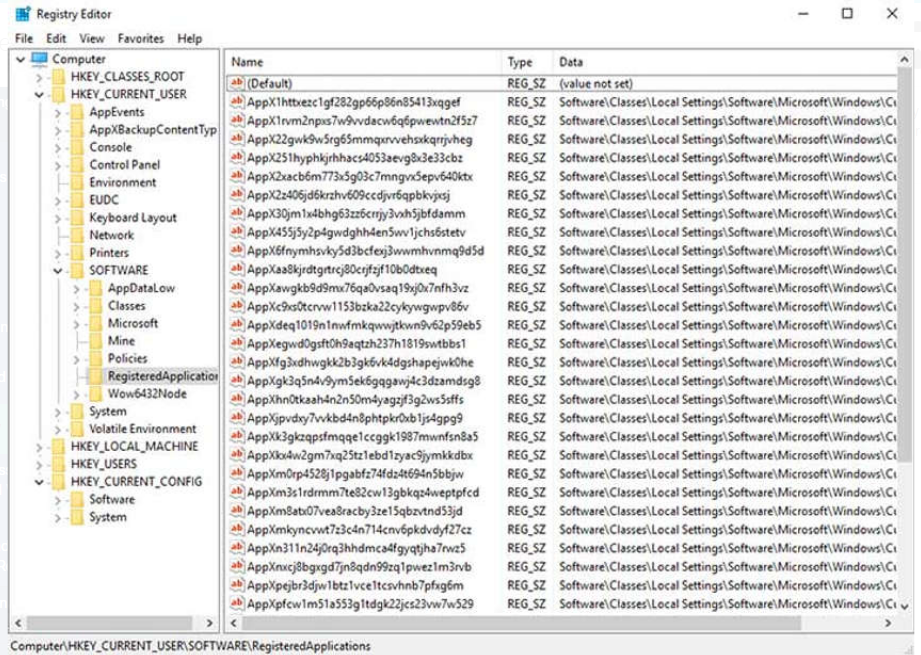 Registry Editor
File Edit View Favorites Help
Computer
HKEY_CLASSES_ROOT
HKEY_CURRENT_USER
AppEvents
AppXBackupContentTyp
Console
Control Panel
Environment
EUDC
Keyboard Layout
Network
Printers
SOFTWARE
AppDataLow
Classes
Microsoft
Mine
Policies
RegisteredApplication
Wow6432Node
System
Volatile Environment
HKEY_LOCAL_MACHINE
HKEY_USERS
HKEY_CURRENT_CONFIG
Software
System
Name Type Data
(Default) REG_SZ (value not set)
AppX1httxezc1gf282gp66p86n85413xqgef REG_SZ Software\Classes\Local Settings\Software\Microsoft\Windows\Cu
AppX1rvm2npxs7w9vvdacw6q6pwewtn2f5z7 REG_SZ Software\Classes\Local Settings\Software\Microsoft\Windows\Cu
AppX22gwk9w5rg65mmqxrvvehsxkqrrjvheg REG_SZ Software\Classes\Local Settings\Software\Microsoft\Windows\Cu
AppX251hyphkjrhhacs4053aevg8x3e33cbz REG_SZ Software\Classes\Local Settings\Software\Microsoft\Windows\Cu
AppX2xacb6m773x5g03c7mngvx5epv640ktx REG_SZ Software\Classes\Local Settings\Software\Microsoft\Windows\Cu
AppX2z406jd6krzhv609ccdjvr6qpbkvjxsj REG_SZ Software\Classes\Local Settings\Software\Microsoft\Windows\Cu
AppX30jm1x4bhg63zz6crrjy3vxh5jbfdamm REG_SZ Software\Classes\Local Settings\Software\Microsoft\Windows\Cu
AppX455j5y2p4gwdghh4en5wv1jchs6stetv REG_SZ Software\Classes\Local Settings\Software\Microsoft\Windows\Cu
AppX6fnymhsvky5d3bcfexj3wwmhvnmq9d5d REG_SZ Software\Classes\Local Settings\Software\Microsoft\Windows\Cu
AppXaa8kjrdtgrtrcj80crjfzjf10b0dtxeq REG_SZ Software\Classes\Local Settings\Software\Microsoft\Windows\Cu
AppXawgkb9d9mx76qa0vsaq19xj0x7nfh3vz REG_SZ Software\Classes\Local Settings\Software\Microsoft\Windows\Cu
AppXc9xs0tcrvw1153bzka22cykywgwpv86v REG_SZ Software\Classes\Local Settings\Software\Microsoft\Windows\Cu
AppXdeq1019n1nwfmkqwwjtkwn9v62p59eb5 REG_SZ Software\Classes\Local Settings\Software\Microsoft\Windows\Cu
AppXegwd0gsft0h9aqtzh237h1819swtbbs1 REG_SZ Software\Classes\Local Settings\Software\Microsoft\Windows\Cu
AppXfg3xdhwgkk2b3gk6vk4dgshapejwk0he REG_SZ Software\Classes\Local Settings\Software\Microsoft\Windows\Cu
AppXgk3q5n4v9ym5ek6gqgawj4c3dzamdsg8 REG_SZ Software\Classes\Local Settings\Software\Microsoft\Windows\Cu
AppXhn0tkaah4n2n50m4yagzjf3g2ws5sffs REG_SZ Software\Classes\Local Settings\Software\Microsoft\Windows\Cu
AppXjpvdxy7vvkbd4n8phtpkr0xb1js4gpg9 REG_SZ Software\Classes\Local Settings\Software\Microsoft\Windows\Cu
AppXk3gkzqpsfmqqe1ccggk1987mwnfsn8a5 REG_SZ Software\Classes\Local Settings\Software\Microsoft\Windows\Cu
AppXkx4w2gm7xq25tz1ebd1zyac9jymkkdbx REG_SZ Software\Classes\Local Settings\Software\Microsoft\Windows\Cu
AppXm0rp4528j1pgabfz74fdz4t694n5bbjw REG_SZ Software\Classes\Local Settings\Software\Microsoft\Windows\Cu
AppXm3s1rdrmm7te82cw13gbkqz4weptpfcd REG_SZ Software\Classes\Local Settings\Software\Microsoft\Windows\Cu
AppXm8atx07vea8racby3ze15qbzvtnd53jd REG_SZ Software\Classes\Local Settings\Software\Microsoft\Windows\Cu
AppXmkyncvwt7z3c4n714cnv6pkdvdyf27cz REG_SZ Software\Classes\Local Settings\Software\Microsoft\Windows\Cu
AppXn311n24j0rq3hhdmca4fgyqtjha7rwz5 REG_SZ Software\Classes\Local Settings\Software\Microsoft\Windows\Cu
AppXnxcj8bgxgd7jn8qdn99zq1pwez1m3rvb REG_SZ Software\Classes\Local Settings\Software\Microsoft\Windows\Cu
AppXpejbr3djw1btz1vce1tcsvhnb7pfxg6m REG_SZ Software\Classes\Local Settings\Software\Microsoft\Windows\Cu
AppXpfcw1m51a553g1tdgk22jcs23vw7w529 REG_SZ Software\Classes\Local Settings\Software\Microsoft\Windows\Cu
Computer\HKEY_CURRENT_USER\SOFTWARE\RegisteredApplications